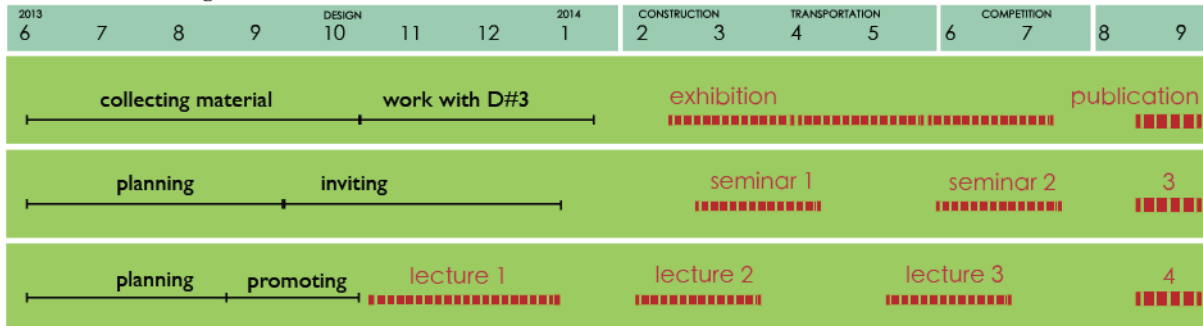 2013 DESIGN 2014 CONSTRUCTION TRANSPORTATION COMPETITION
6 7 8 9 10 11 12 1 2 3 4 5 6 7 8 9
collecting material work with D#3 exhibition publication
planning inviting seminar 1 seminar 2 3
planning promoting lecture 1 lecture 2 lecture 3 4